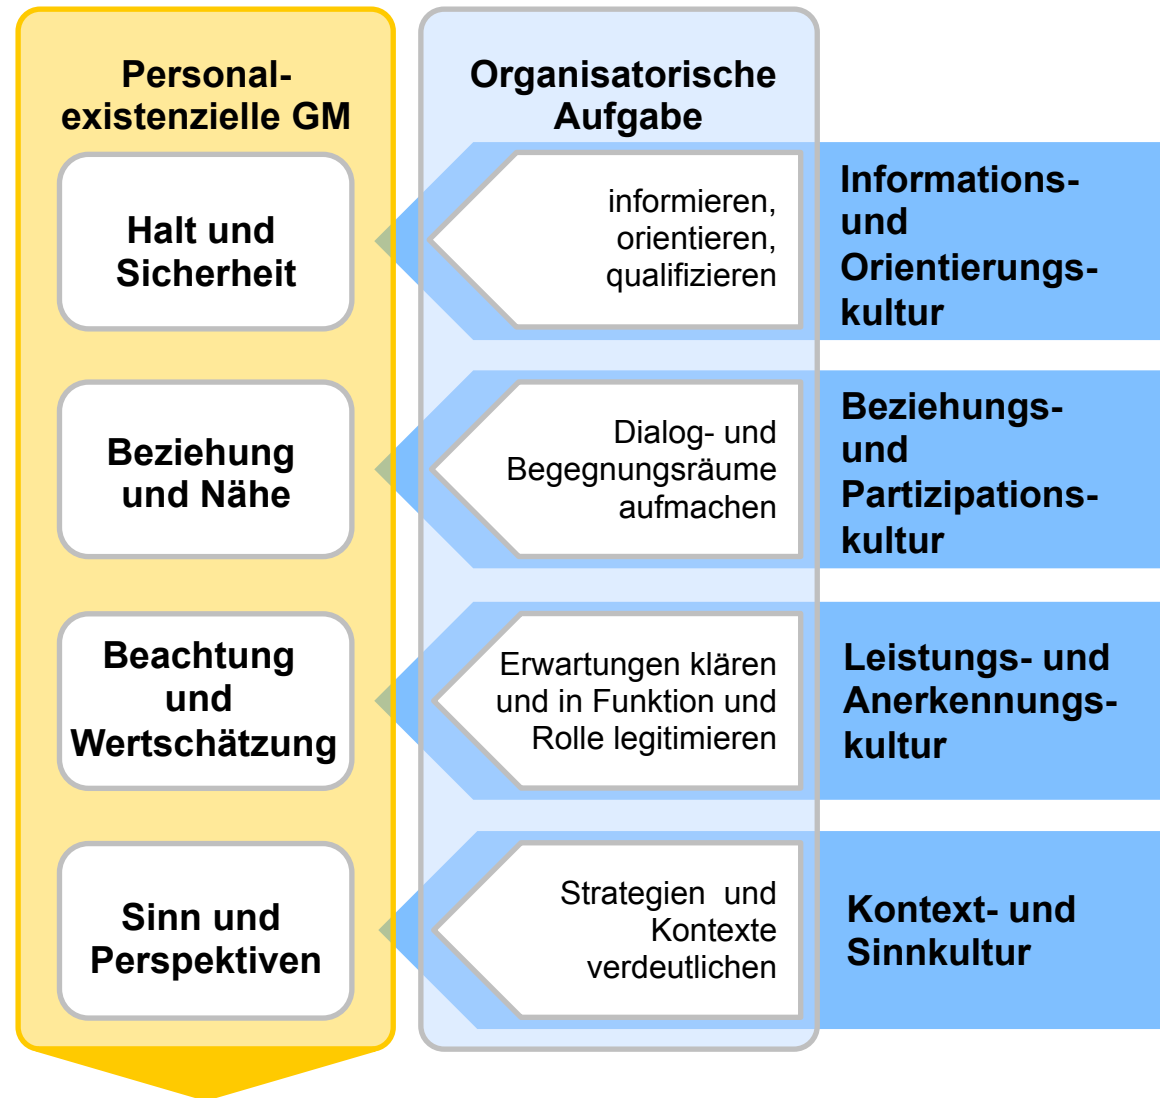 Personal-
existenzielle GM
Organisatorische
Aufgabe
Halt und
Sicherheit
informieren,
orientieren,
qualifizieren
Informations-
und
Orientierungs-
kultur
Beziehung
und Nähe
Dialog- und
Begegnungsräume
aufmachen
Beziehungs-
und
Partizipations-
kultur
Beachtung
und
Wertschätzung
Erwartungen klären
und in Funktion und
Rolle legitimieren
Leistungs- und
Anerkennungs-
kultur
Sinn und
Perspektiven
Strategien und
Kontexte
verdeutlichen
Kontext- und
Sinnkultur